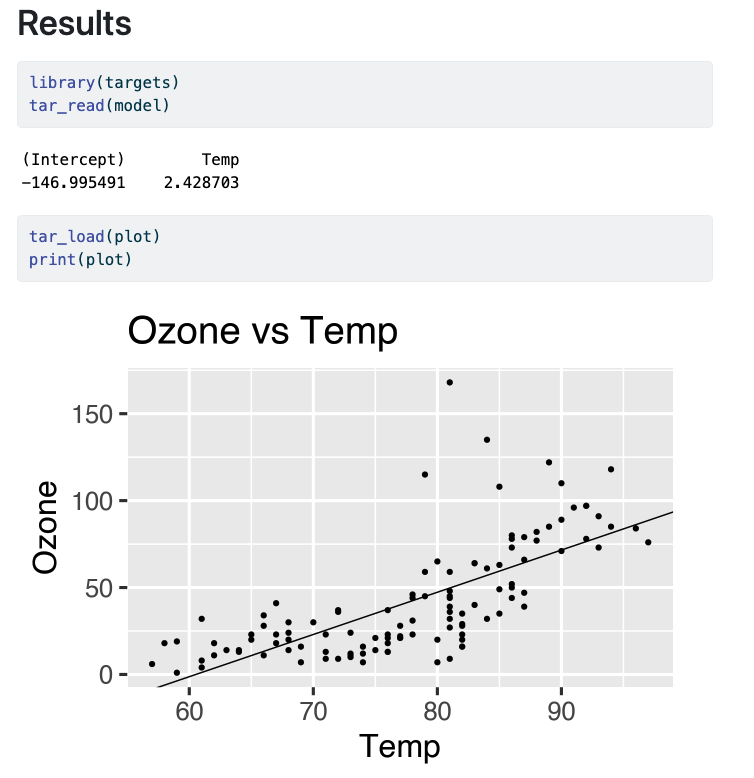 Results
library(targets)
tar_read(model)
(Intercept) Temp
-146.995491 2.428703
tar_load(plot)
print(plot)
Ozone vs Temp
150
100
50
0
Ozone
60 70 80 90
Temp